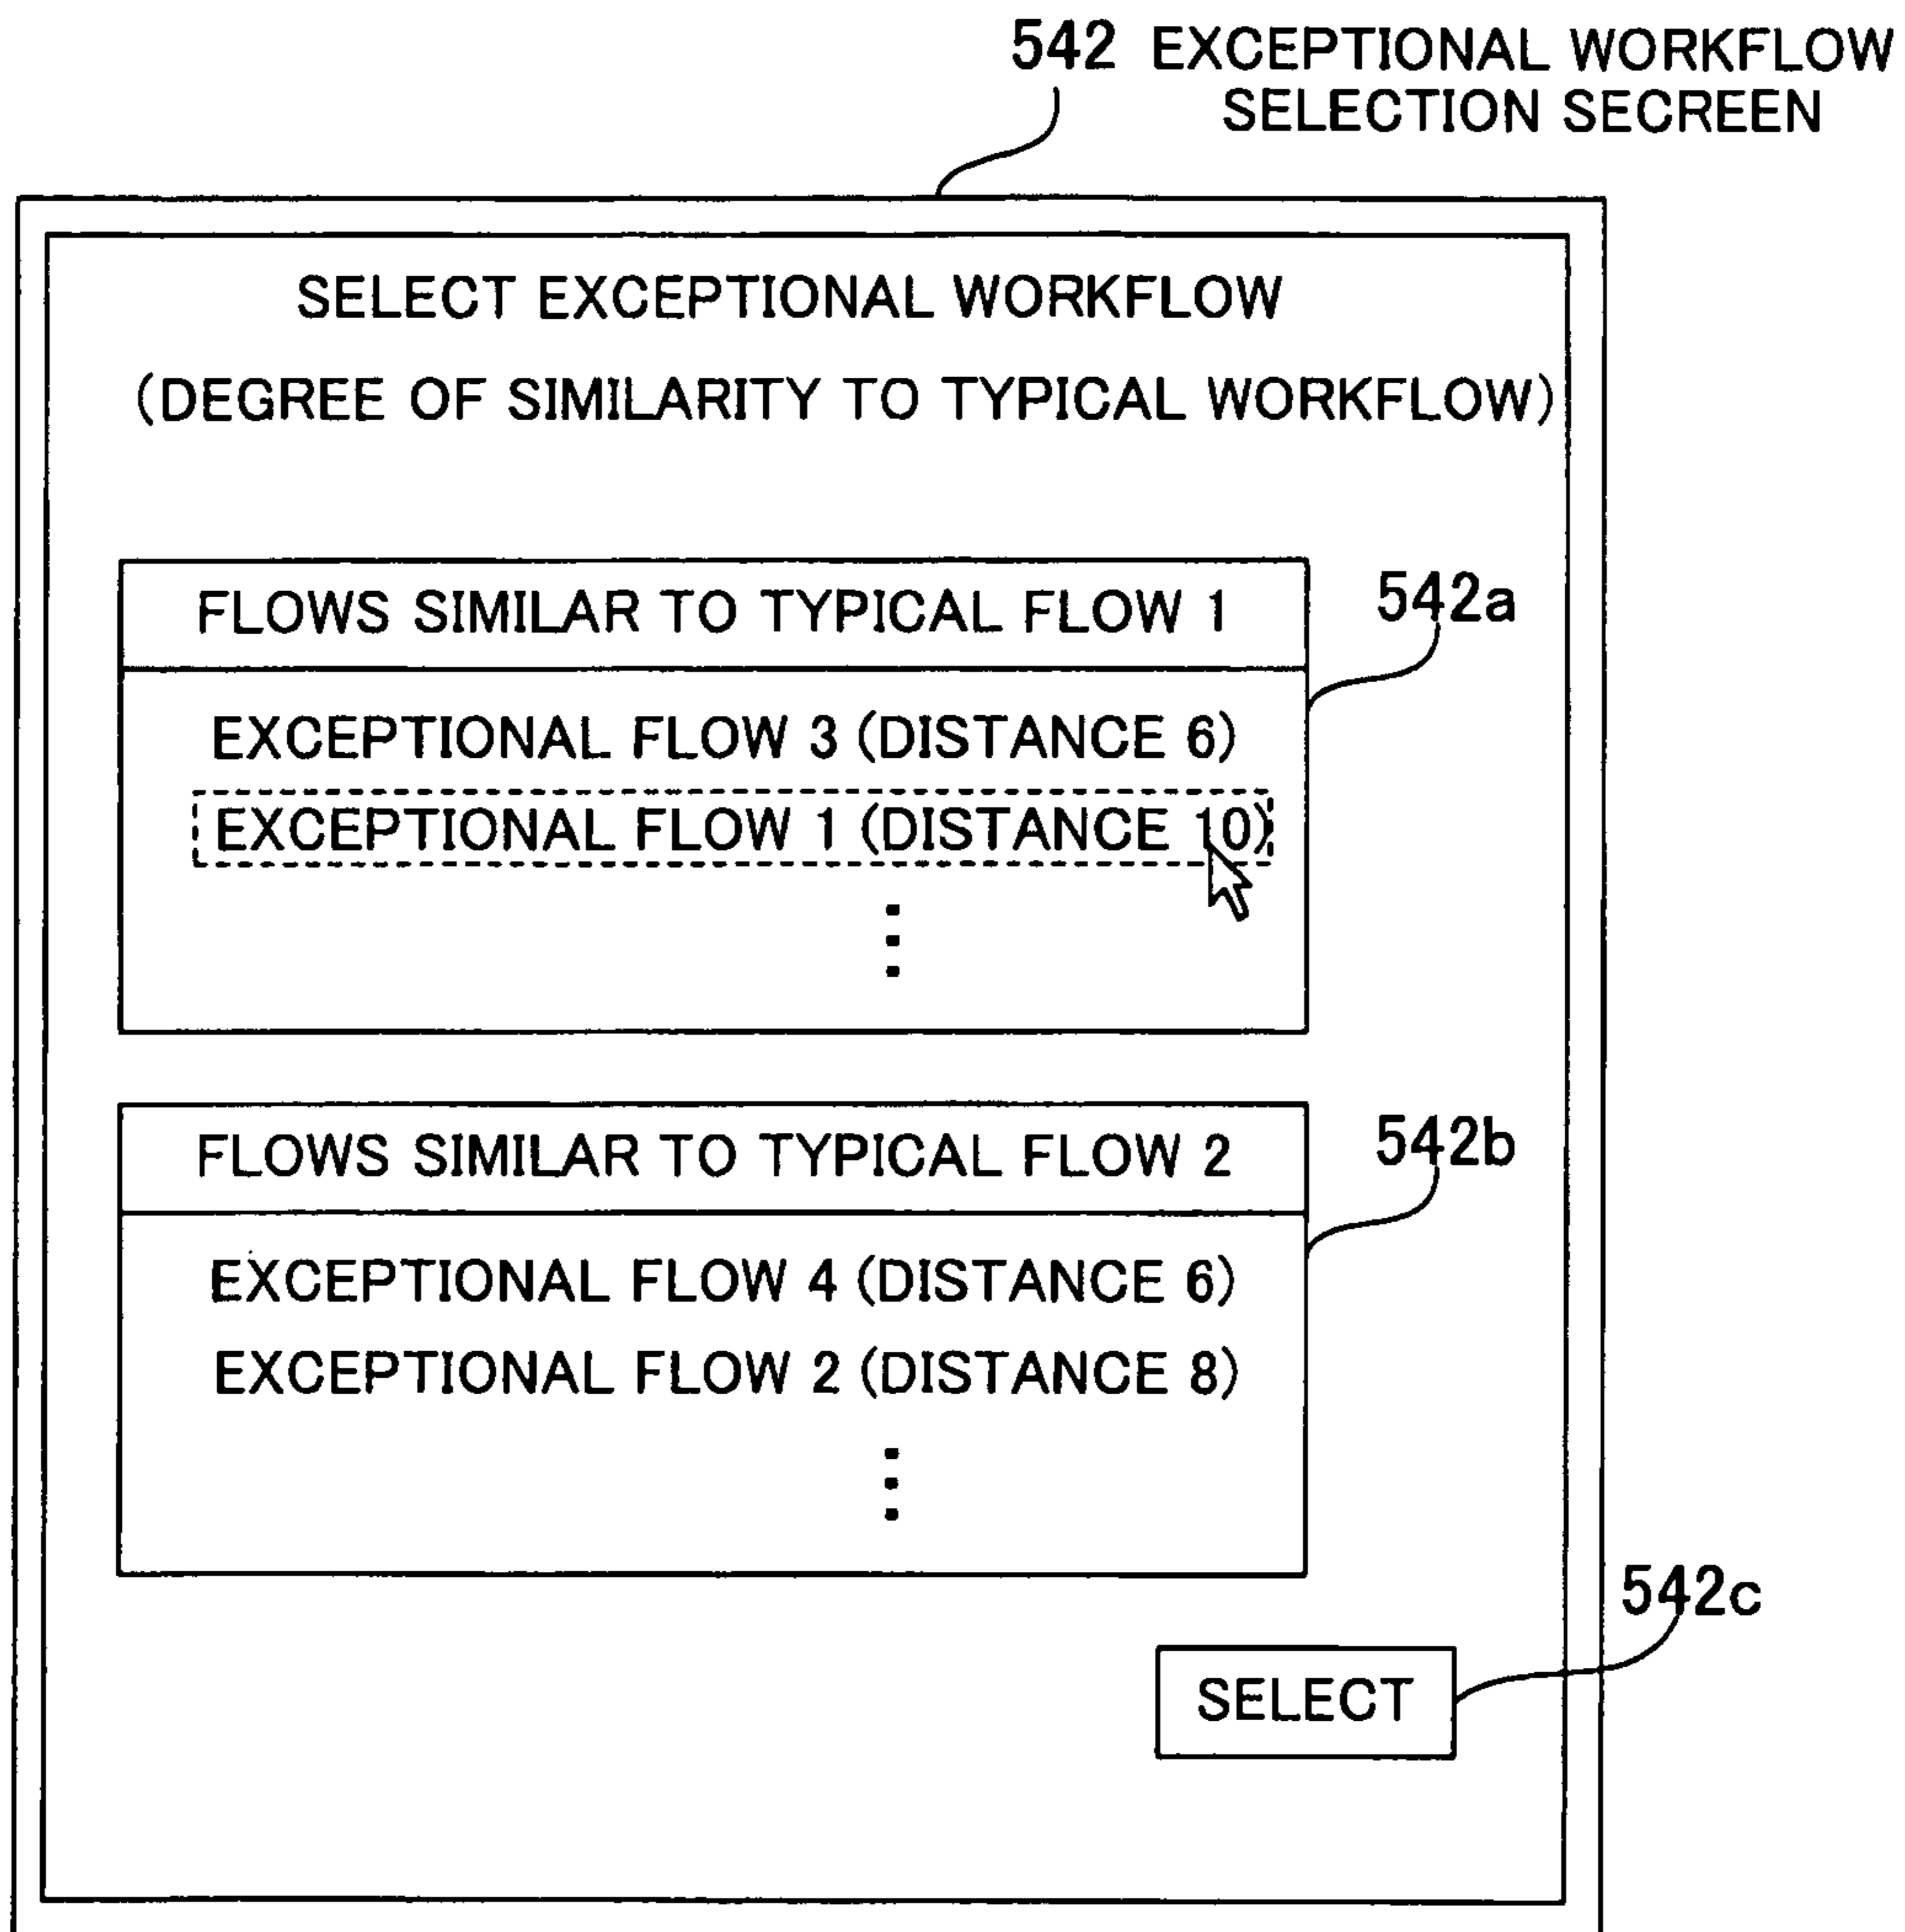 542 EXCEPTIONAL WORKFLOW
SELECTION SECREEN
SELECT EXCEPTIONAL WORKFLOW
(DEGREE OF SIMILARITY TO TYPICAL WORKFLOW)
FLOWS SIMILAR TO TYPICAL FLOW 1
542a
EXCEPTIONAL FLOW 3 (DISTANCE 6)
EXCEPTIONAL FLOW 1 (DISTANCE 10)
FLOWS SIMILAR TO TYPICAL FLOW 2
542b
EXCEPTIONAL FLOW 4 (DISTANCE 6)
EXCEPTIONAL FLOW 2 (DISTANCE 8)
542c
SELECT